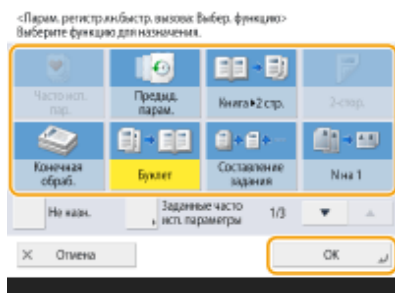 <Парам. регистр.кн.быстр. вызова: Выбер. функцию>
Выберите функцию для назначения.
Часто исп. пар.
Предыд. парам.
Книга▸2 стр.
2-стор.
Конечная обраб.
Буклет
Составление задания
N на 1
Не назн.
Заданные часто исп. параметры
1/3
× Отмена
OK